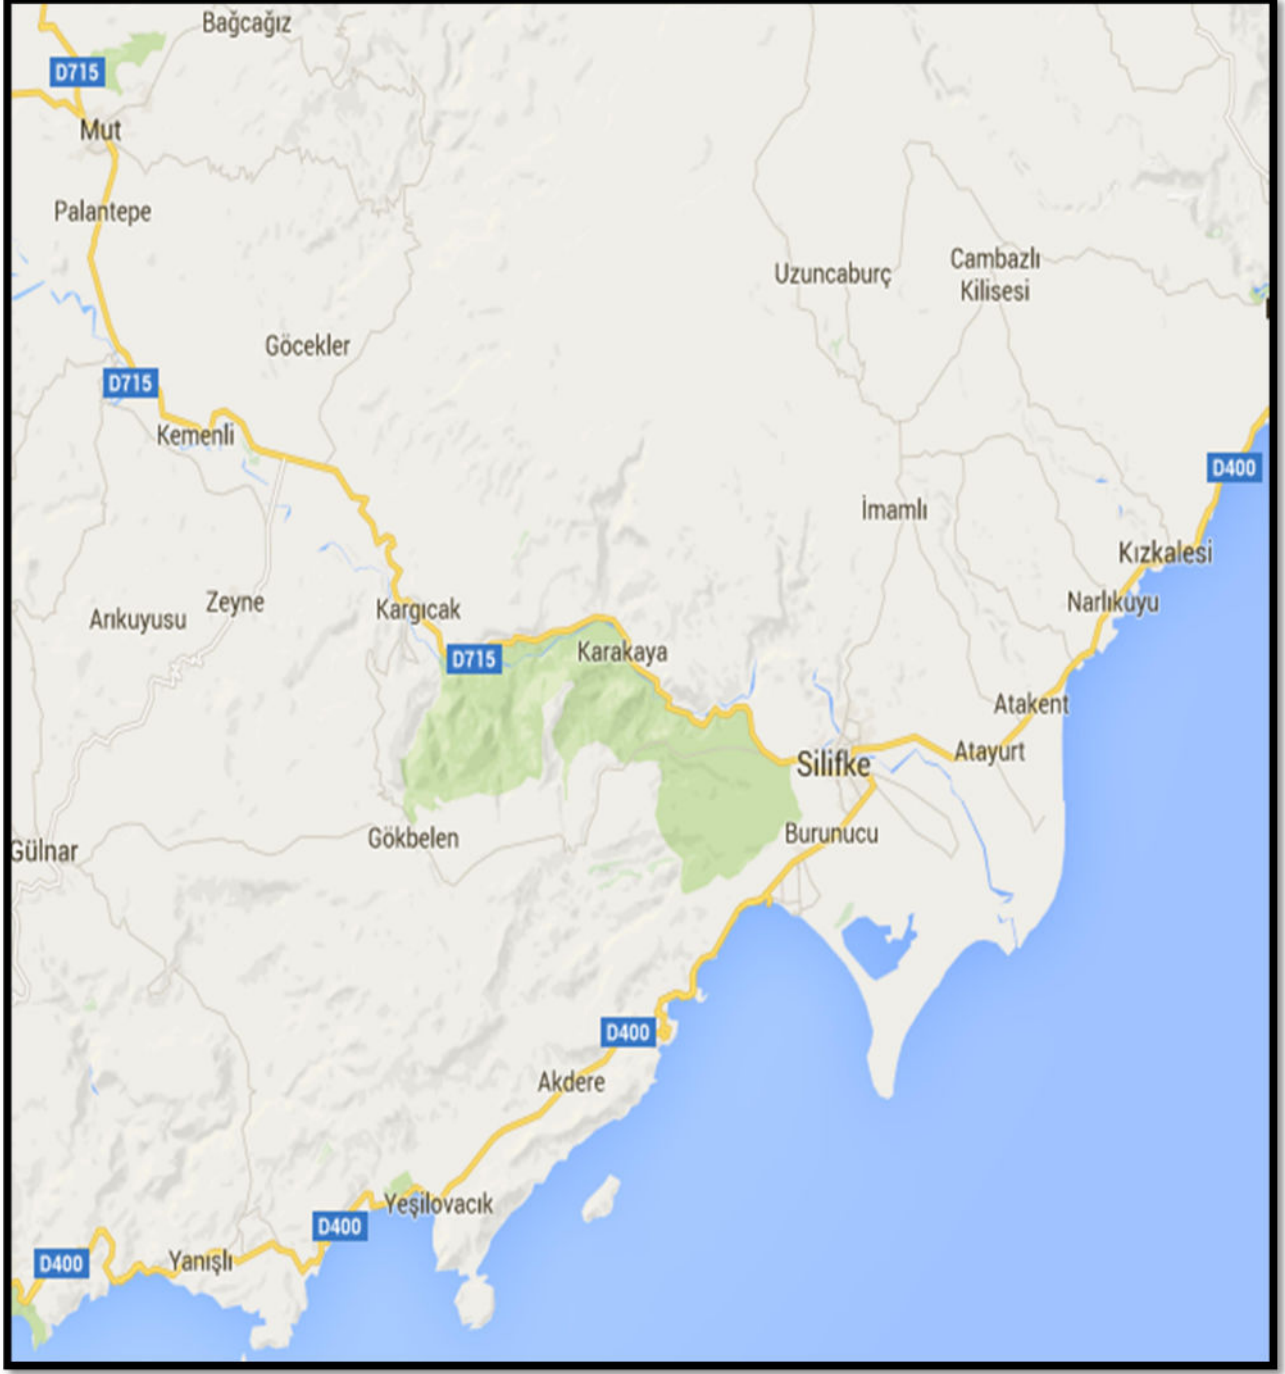 Bağcağız
D715
Mut
Palantepe
Uzuncaburç
Cambazlı
Kilisesi
Göcekler
D715
Kemenli
D400
İmamlı
Kızkalesi
Zeyne
Narlıkuyu
Kargıcak
Arıkuyusu
Karakaya
D715
Atakent
Atayurt
Silifke
Burunucu
Gökbelen
Gülnar
D400
Akdere
Yeşilovacık
D400
Yanışlı
D400